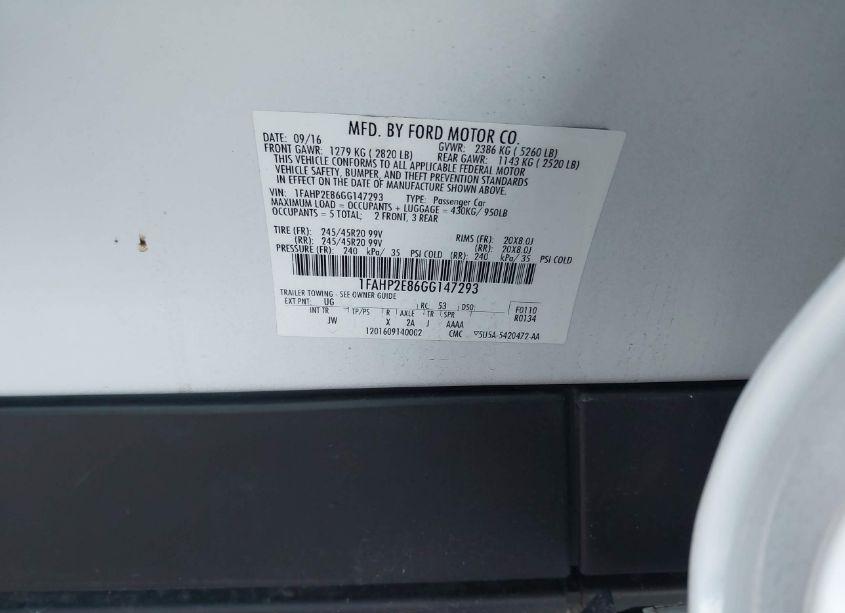 MFD. BY FORD MOTOR CO.
DATE: 09/16 GVWR: 2386 KG ( 5260 LB)
FRONT GAWR: 1279 KG ( 2820 LB) REAR GAWR: 1143 KG ( 2520 LB)
THIS VEHICLE CONFORMS TO ALL APPLICABLE FEDERAL MOTOR
VEHICLE SAFETY, BUMPER, AND THEFT PREVENTION STANDARDS
IN EFFECT ON THE DATE OF MANUFACTURE SHOWN ABOVE.
VIN: 1FAHP2E86GG147293 TYPE: Passenger Car
MAXIMUM LOAD = OCCUPANTS + LUGGAGE = 430KG/ 950LB
OCCUPANTS = 5 TOTAL; 2 FRONT, 3 REAR
TIRE (FR): 245/45R20 99V RIMS (FR): 20X8.0J
(RR): 245/45R20 99V (RR): 20X8.0J
PRESSURE (FR): 240 kPa/ 35 PSI COLD (RR): 240 kPa/ 35 PSI COLD
1FAHP2E86GG147293
TRAILER TOWING - SEE OWNER GUIDE
EXT PNT: UG RC: 53 DSO: F0110
INT TR TP/PS R AXLE TR SPR R0134
JW X 2A J AAAA
1201609140002 CMC 5U5A-5420472-AA